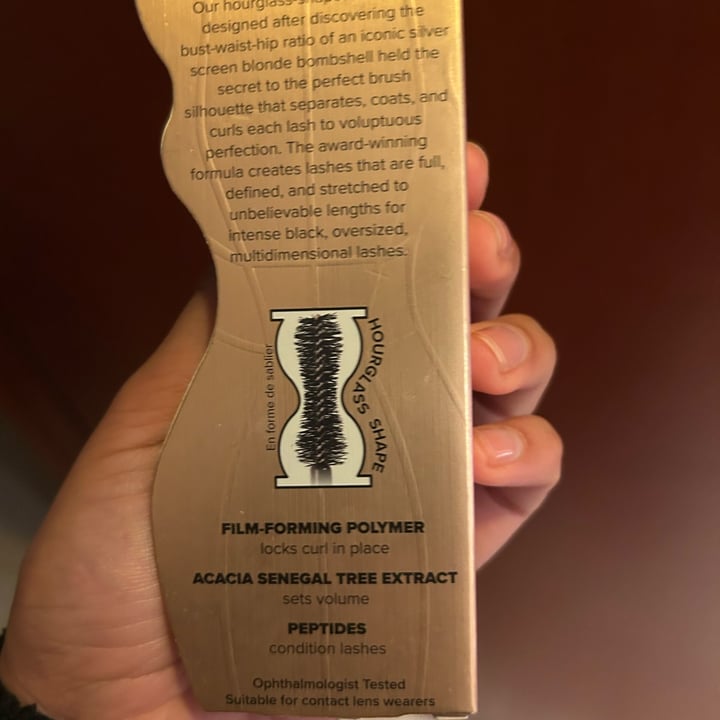 Our hourglass-shape
designed after discovering the
bust-waist-hip ratio of an iconic silver
screen blonde bombshell held the
secret to the perfect brush
silhouette that separates, coats, and
curls each lash to voluptuous
perfection. The award-winning
formula creates lashes that are full,
defined, and stretched to
unbelievable lengths for
intense black, oversized,
multidimensional lashes.
En forme de sablier
HOURGLASS SHAPE
FILM-FORMING POLYMER
locks curl in place
ACACIA SENEGAL TREE EXTRACT
sets volume
PEPTIDES
condition lashes
Ophthalmologist Tested
Suitable for contact lens wearers